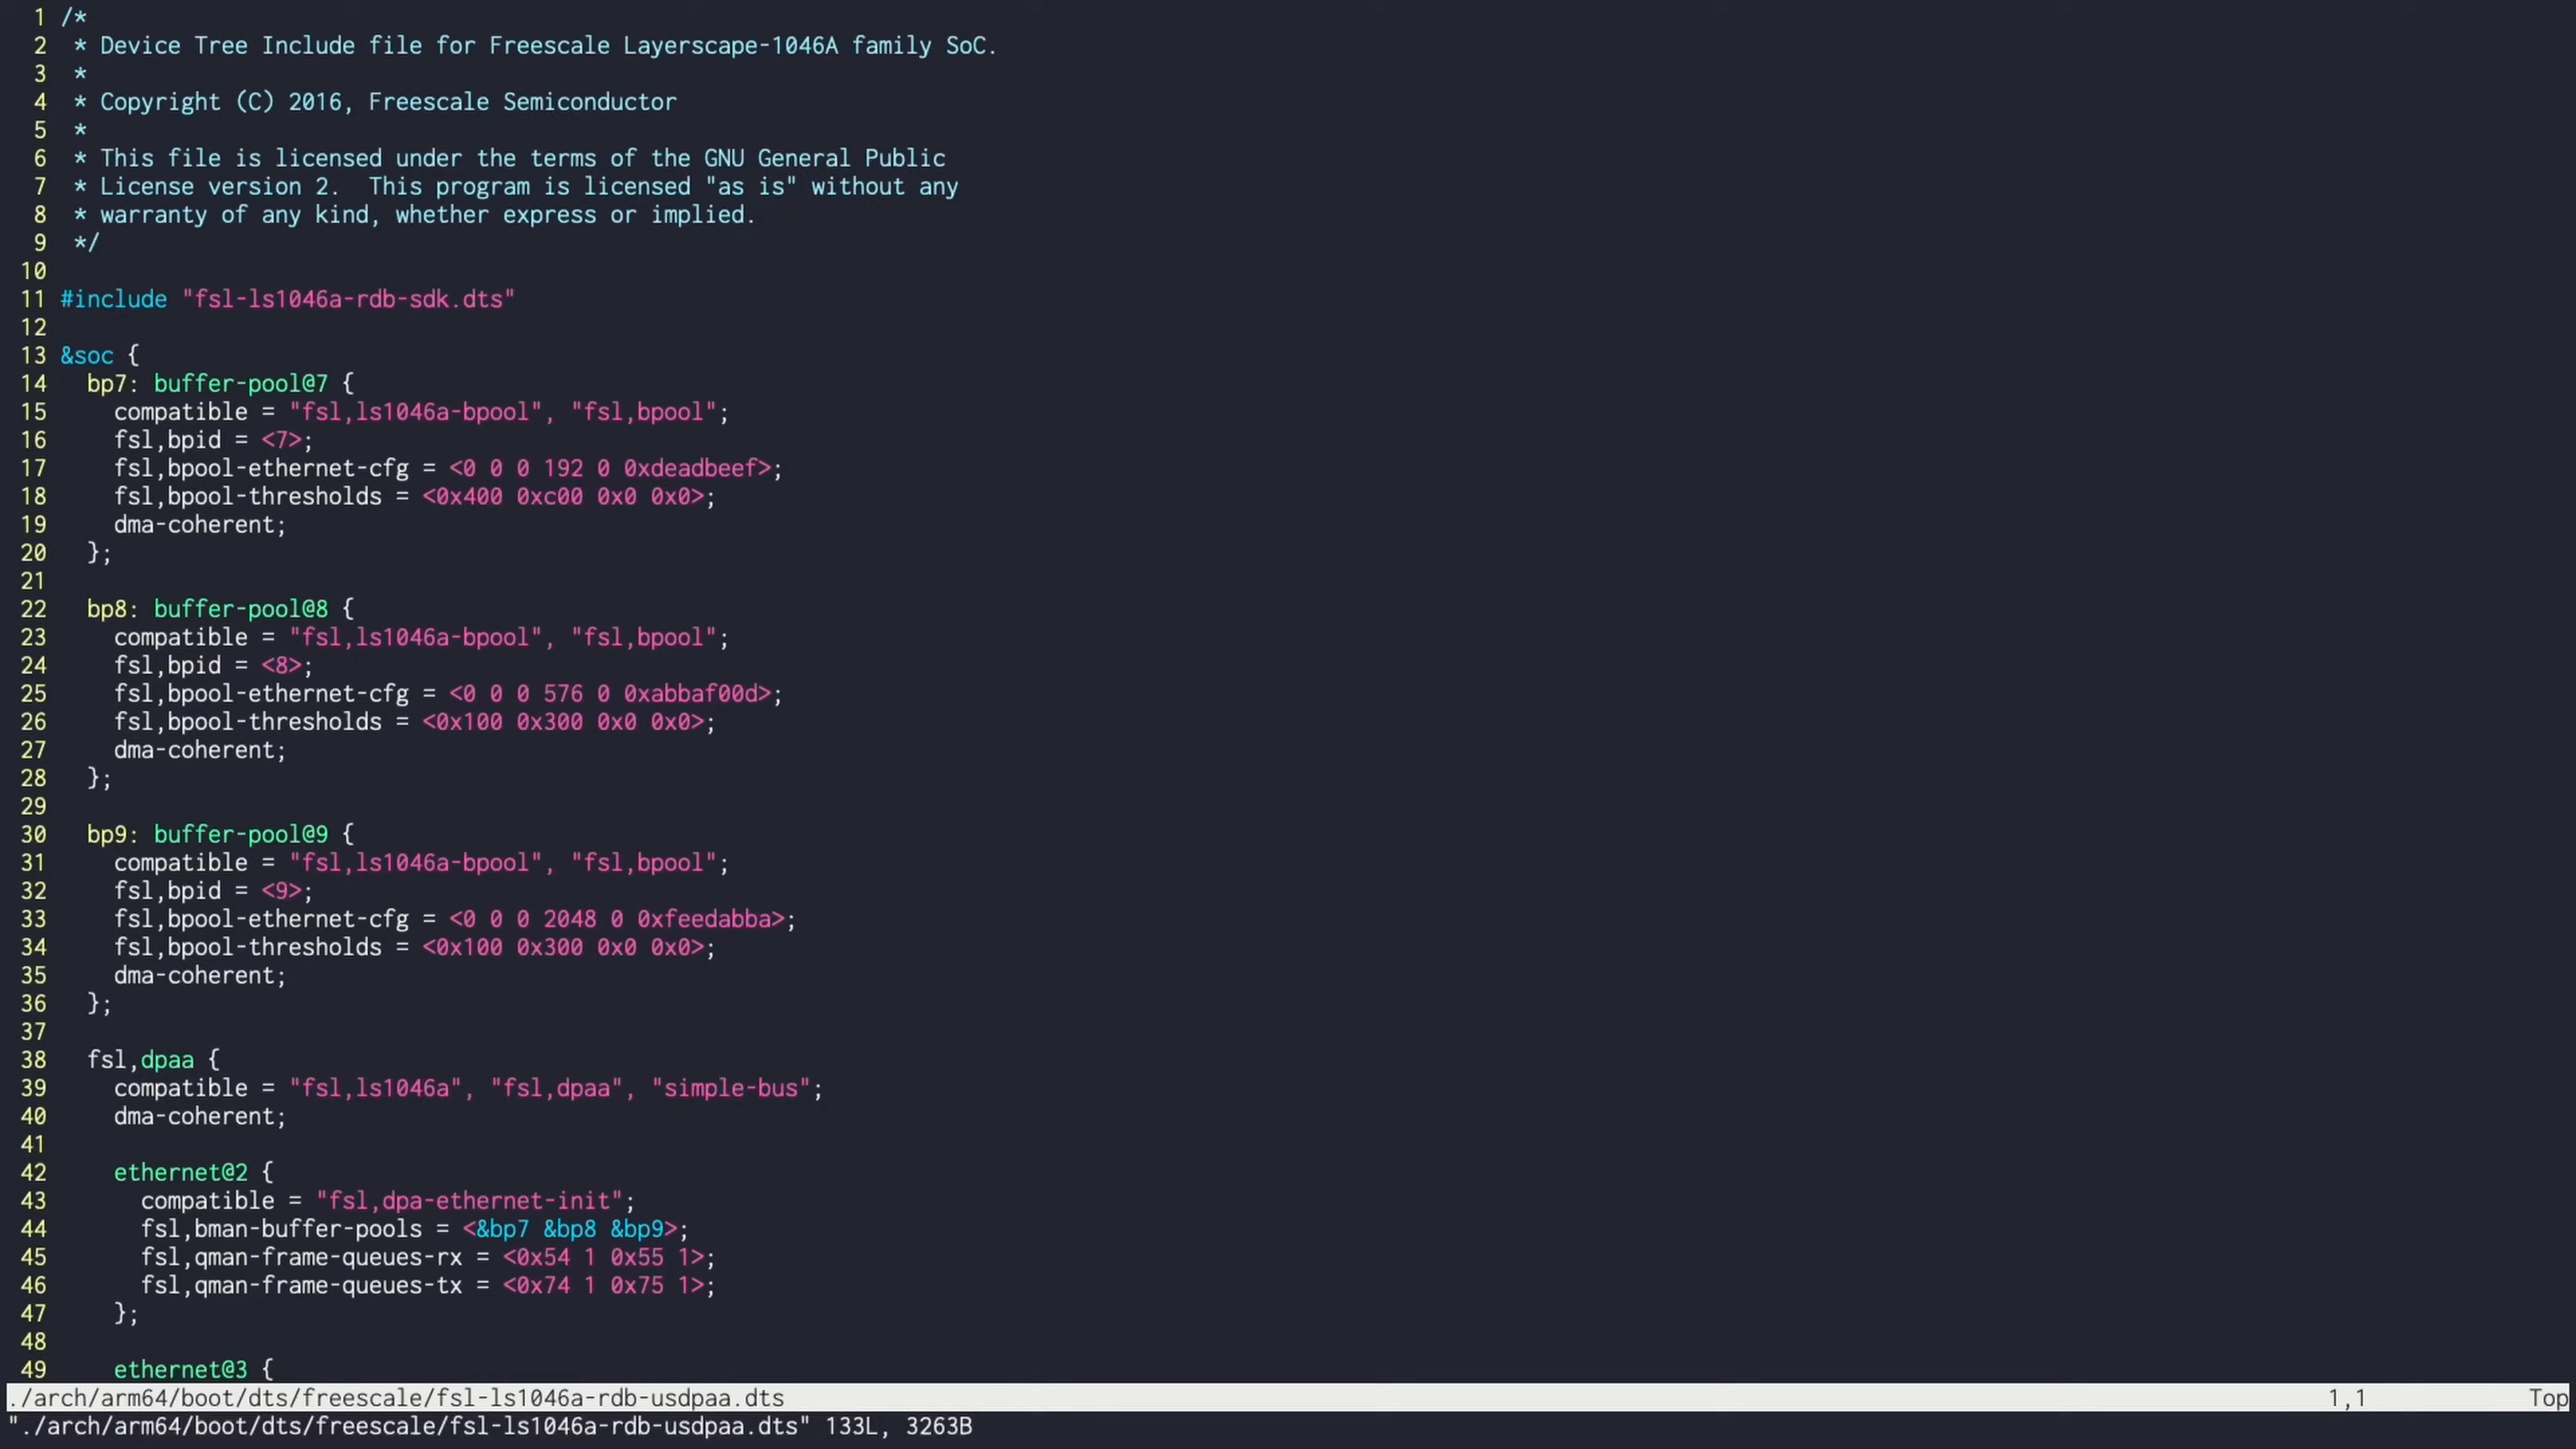 1 /*
2  * Device Tree Include file for Freescale Layerscape-1046A family SoC.
3  *
4  * Copyright (C) 2016, Freescale Semiconductor
5  *
6  * This file is licensed under the terms of the GNU General Public
7  * License version 2.  This program is licensed "as is" without any
8  * warranty of any kind, whether express or implied.
9  */
10
11 #include "fsl-ls1046a-rdb-sdk.dts"
12
13 &soc {
14   bp7: buffer-pool@7 {
15     compatible = "fsl,ls1046a-bpool", "fsl,bpool";
16     fsl,bpid = <7>;
17     fsl,bpool-ethernet-cfg = <0 0 0 192 0 0xdeadbeef>;
18     fsl,bpool-thresholds = <0x400 0xc00 0x0 0x0>;
19     dma-coherent;
20   };
21
22   bp8: buffer-pool@8 {
23     compatible = "fsl,ls1046a-bpool", "fsl,bpool";
24     fsl,bpid = <8>;
25     fsl,bpool-ethernet-cfg = <0 0 0 576 0 0xabbaf00d>;
26     fsl,bpool-thresholds = <0x100 0x300 0x0 0x0>;
27     dma-coherent;
28   };
29
30   bp9: buffer-pool@9 {
31     compatible = "fsl,ls1046a-bpool", "fsl,bpool";
32     fsl,bpid = <9>;
33     fsl,bpool-ethernet-cfg = <0 0 0 2048 0 0xfeedabba>;
34     fsl,bpool-thresholds = <0x100 0x300 0x0 0x0>;
35     dma-coherent;
36   };
37
38   fsl,dpaa {
39     compatible = "fsl,ls1046a", "fsl,dpaa", "simple-bus";
40     dma-coherent;
41
42     ethernet@2 {
43       compatible = "fsl,dpa-ethernet-init";
44       fsl,bman-buffer-pools = <&bp7 &bp8 &bp9>;
45       fsl,qman-frame-queues-rx = <0x54 1 0x55 1>;
46       fsl,qman-frame-queues-tx = <0x74 1 0x75 1>;
47     };
48
49     ethernet@3 {
./arch/arm64/boot/dts/freescale/fsl-ls1046a-rdb-usdpaa.dts 1,1 Top
"./arch/arm64/boot/dts/freescale/fsl-ls1046a-rdb-usdpaa.dts" 133L, 3263B